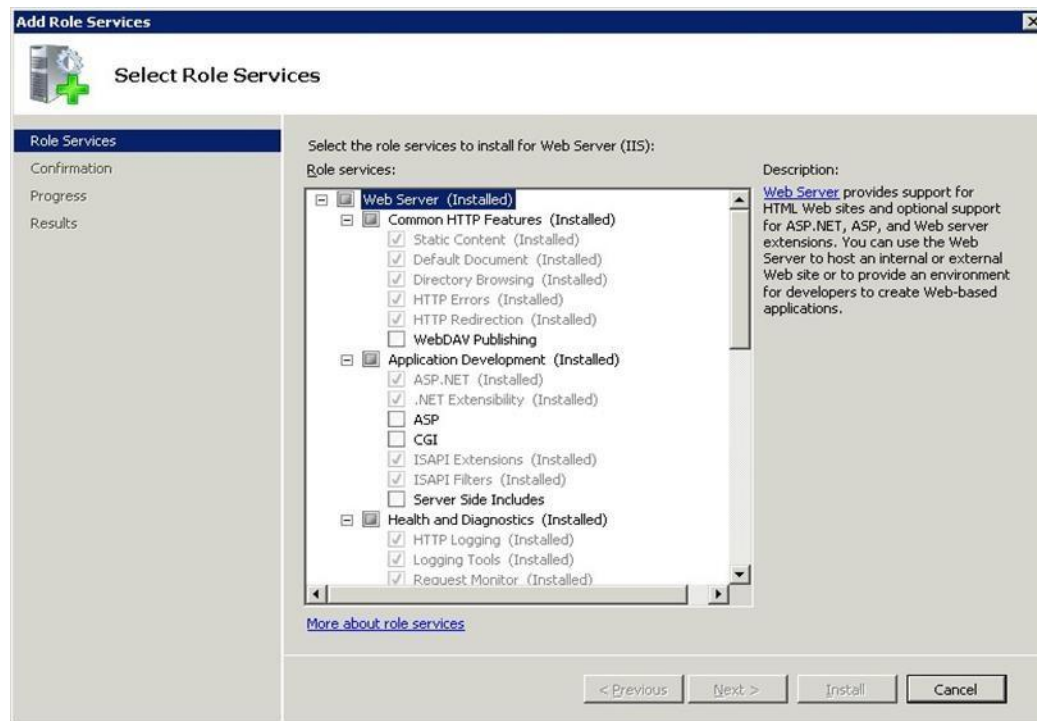 Add Role Services
Select Role Services
Role Services
Confirmation
Progress
Results
Select the role services to install for Web Server (IIS):
Role services:
Web Server (Installed)
Common HTTP Features (Installed)
Static Content (Installed)
Default Document (Installed)
Directory Browsing (Installed)
HTTP Errors (Installed)
HTTP Redirection (Installed)
WebDAV Publishing
Application Development (Installed)
ASP.NET (Installed)
.NET Extensibility (Installed)
ASP
CGI
ISAPI Extensions (Installed)
ISAPI Filters (Installed)
Server Side Includes
Health and Diagnostics (Installed)
HTTP Logging (Installed)
Logging Tools (Installed)
Request Monitor (Installed)
More about role services
Description:
Web Server provides support for
HTML Web sites and optional support
for ASP.NET, ASP, and Web server
extensions. You can use the Web
Server to host an internal or external
Web site or to provide an environment
for developers to create Web-based
applications.
< Previous
Next >
Install
Cancel